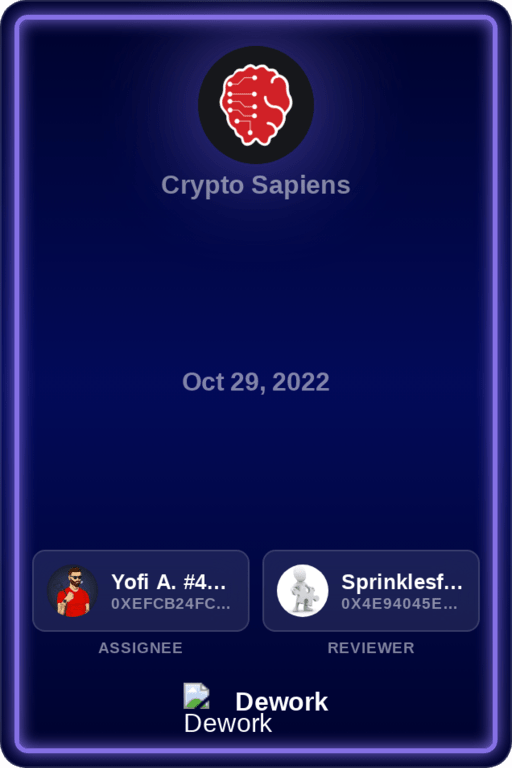 Crypto Sapiens
Oct 29, 2022
Yofi A. #4...
0XEFCB24FC...
Sprinklesf...
0X4E94045E...
ASSIGNEE
REVIEWER
Dework
Dework